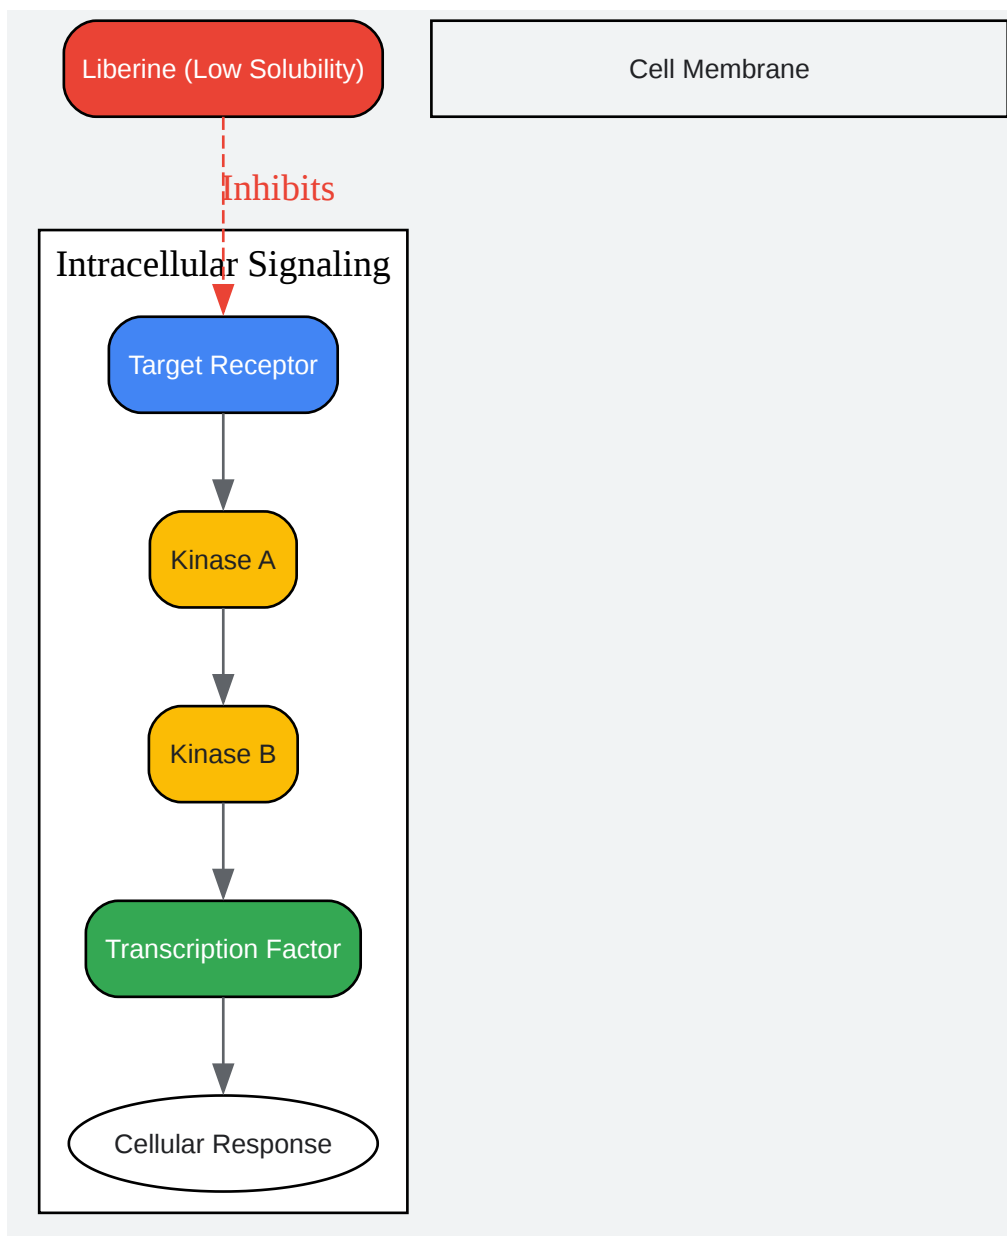 Liberine (Low Solubility)
Cell Membrane
Inhibits
Intracellular Signaling
Target Receptor
Kinase A
Kinase B
Transcription Factor
Cellular Response